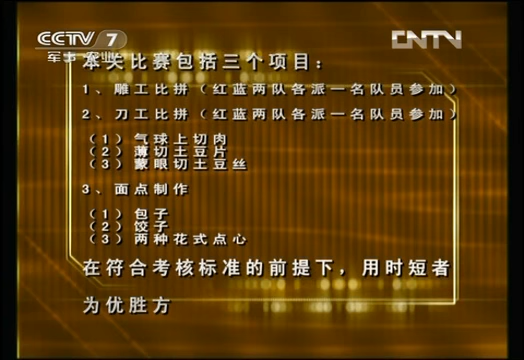 CCTV 7
军事·农业
CNTV
本关比赛包括三个项目：
1、雕工比拼（红蓝两队各派一名队员参加）
2、刀工比拼（红蓝两队各派一名队员参加）
（1）气球上切肉
（2）薄切土豆片
（3）蒙眼切土豆丝
3、面点制作
（1）包子
（2）饺子
（3）两种花式点心
在符合考核标准的前提下，用时短者
为优胜方